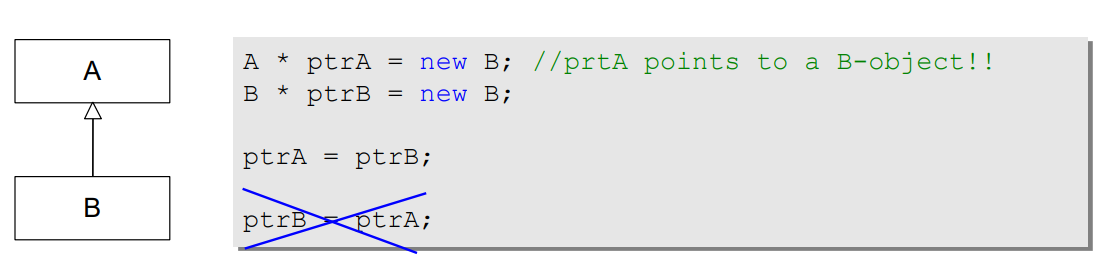 A
B
A * ptrA = new B; //prtA points to a B-object!!
B * ptrB = new B;
ptrA = ptrB;
ptrB = ptrA;